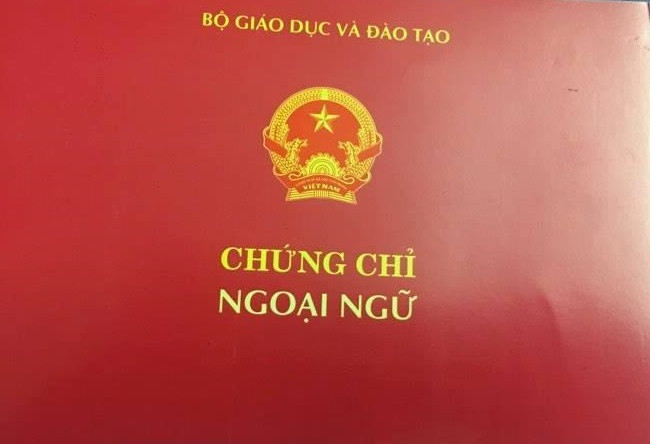 BỘ GIÁO DỤC VÀ ĐÀO TẠO
VIỆT NAM
CHỨNG CHỈ
NGOẠI NGỮ